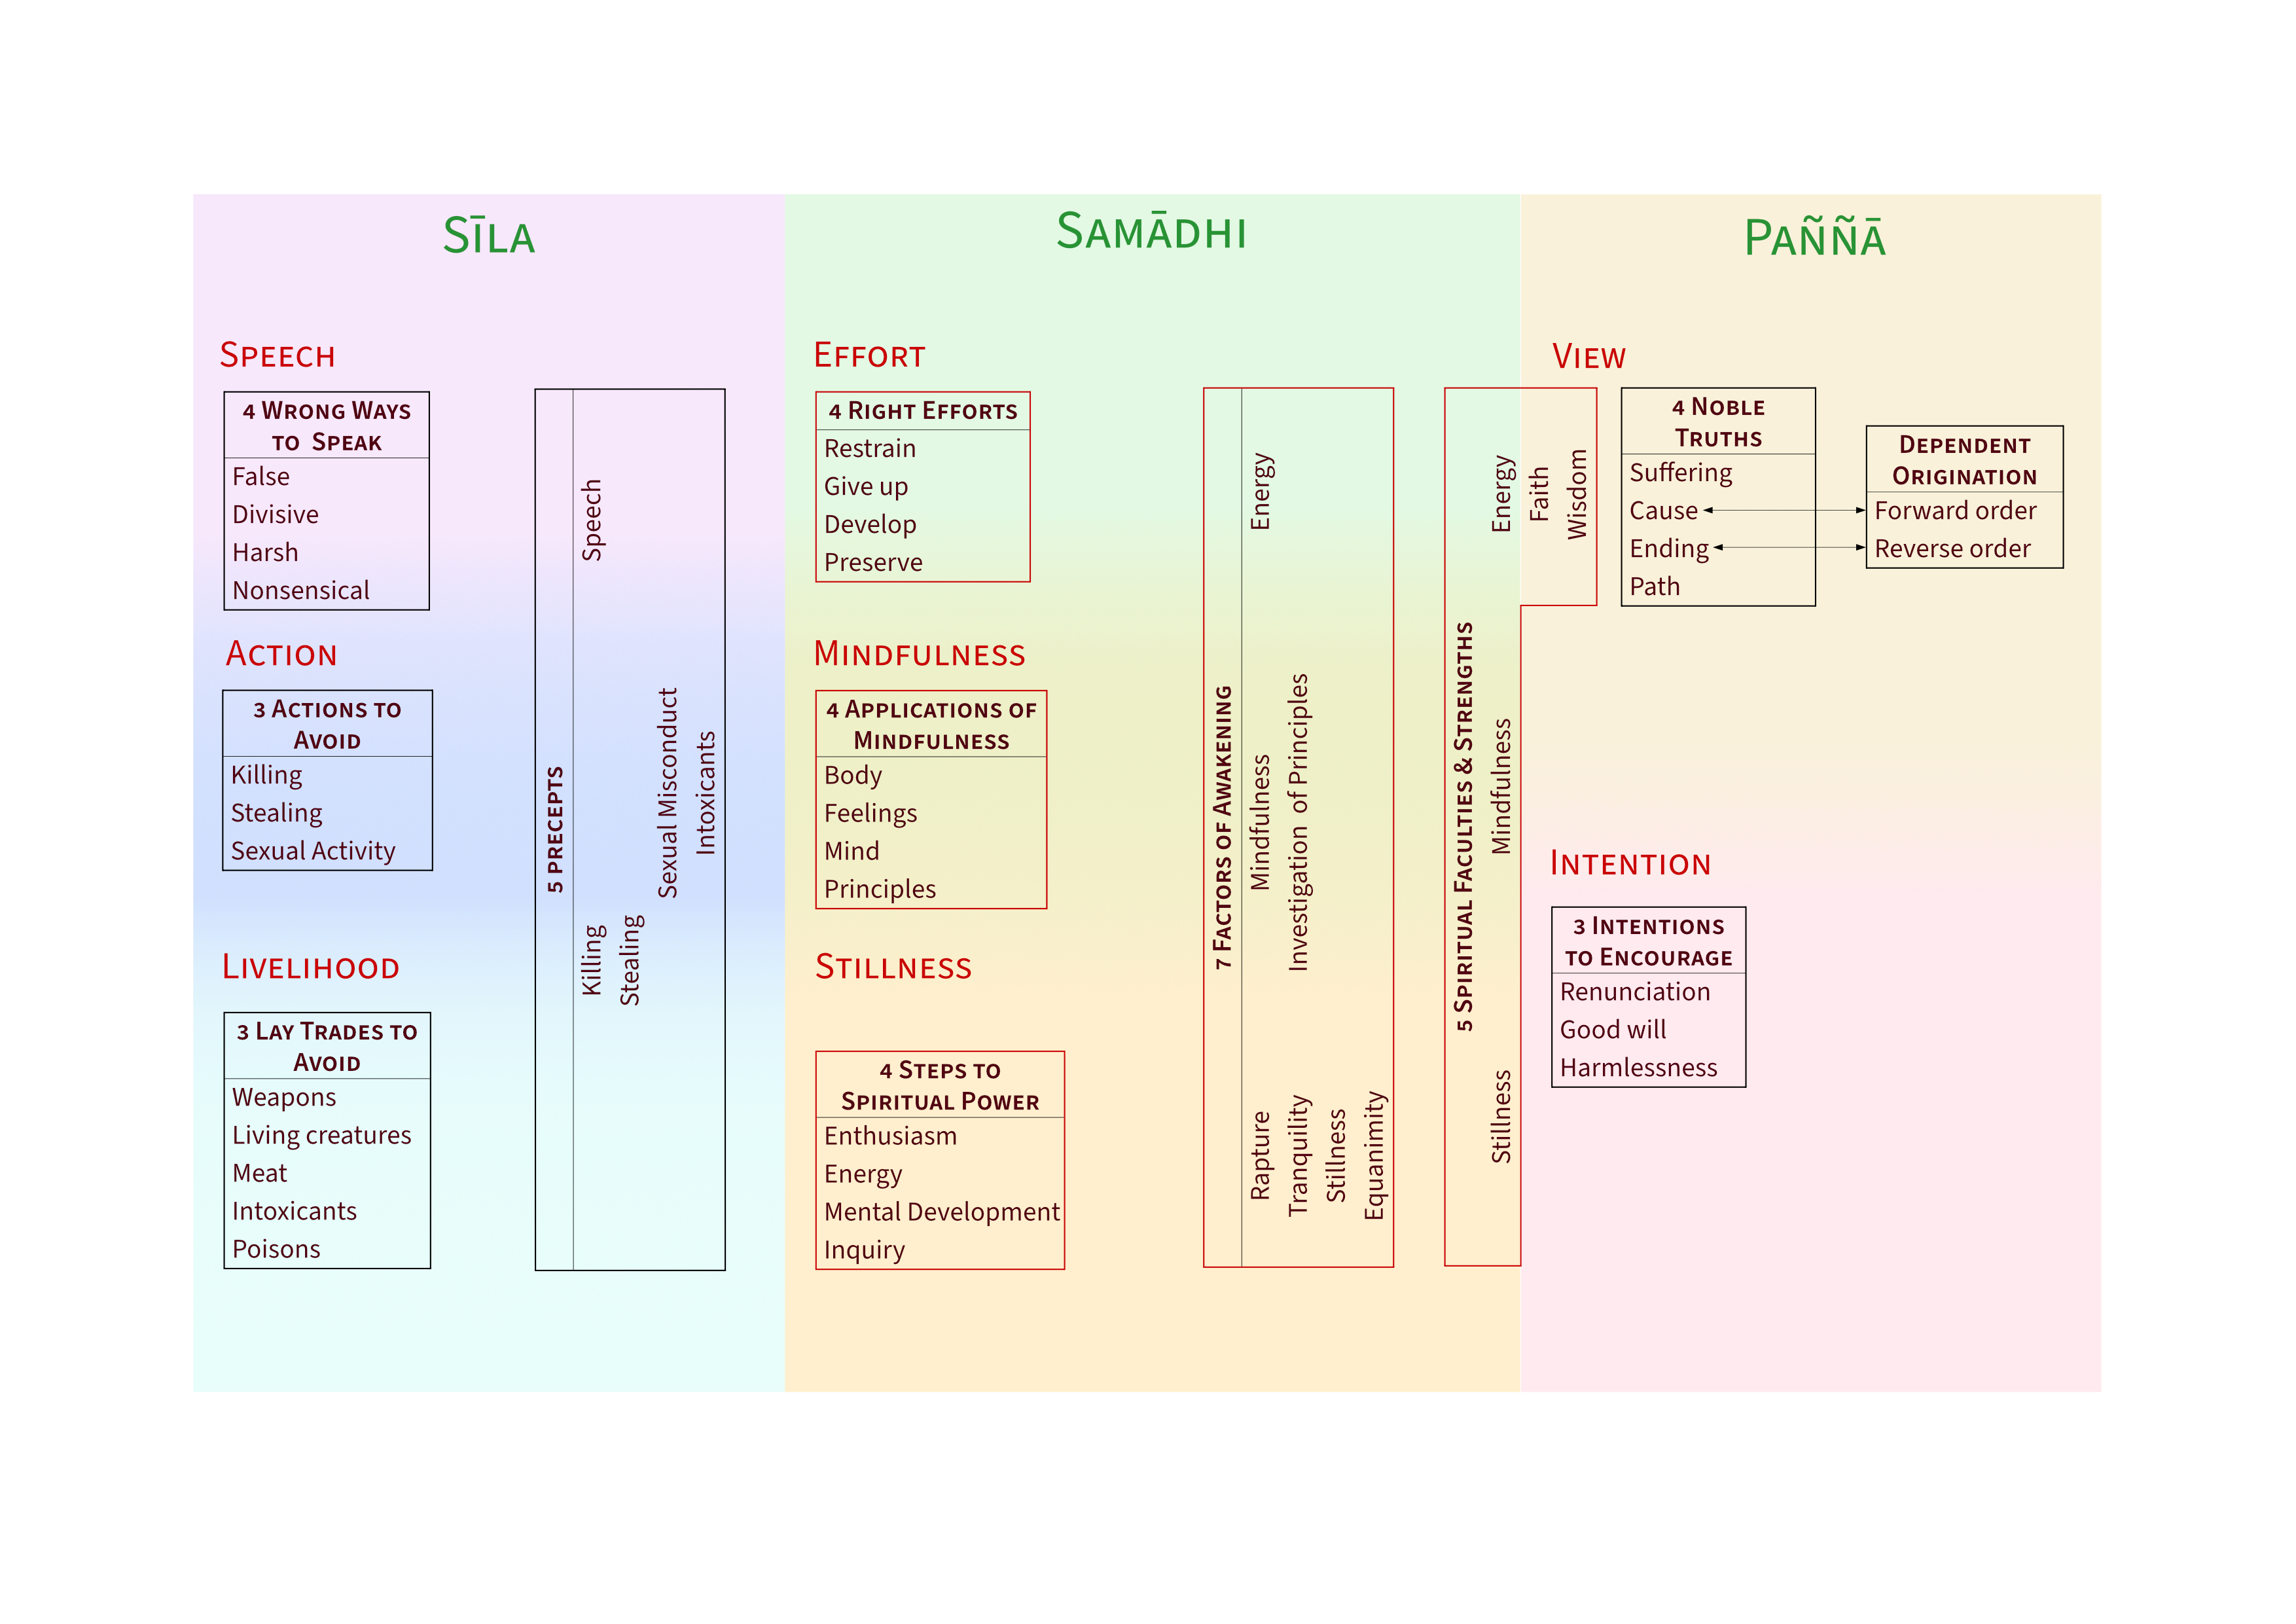 Sīla
Speech
4 Wrong Ways
to Speak
False
Divisive
Harsh
Nonsensical
Action
3 Actions to
Avoid
Killing
Stealing
Sexual Activity
Livelihood
3 Lay Trades to
Avoid
Weapons
Living creatures
Meat
Intoxicants
Poisons
5 precepts
Speech
Killing
Stealing
Sexual Misconduct
Intoxicants
Samādhi
Effort
4 Right Efforts
Restrain
Give up
Develop
Preserve
Mindfulness
4 Applications of
Mindfulness
Body
Feelings
Mind
Principles
Stillness
4 Steps to
Spiritual Power
Enthusiasm
Energy
Mental Development
Inquiry
7 Factors of Awakening
Energy
Mindfulness
Investigation of Principles
Rapture
Tranquility
Stillness
Equanimity
5 Spiritual Faculties & Strengths
Energy
Faith
Wisdom
Mindfulness
Stillness
Paññā
View
4 Noble
Truths
Suffering
Cause
Ending
Path
Dependent
Origination
Forward order
Reverse order
Intention
3 Intentions
to Encourage
Renunciation
Good will
Harmlessness